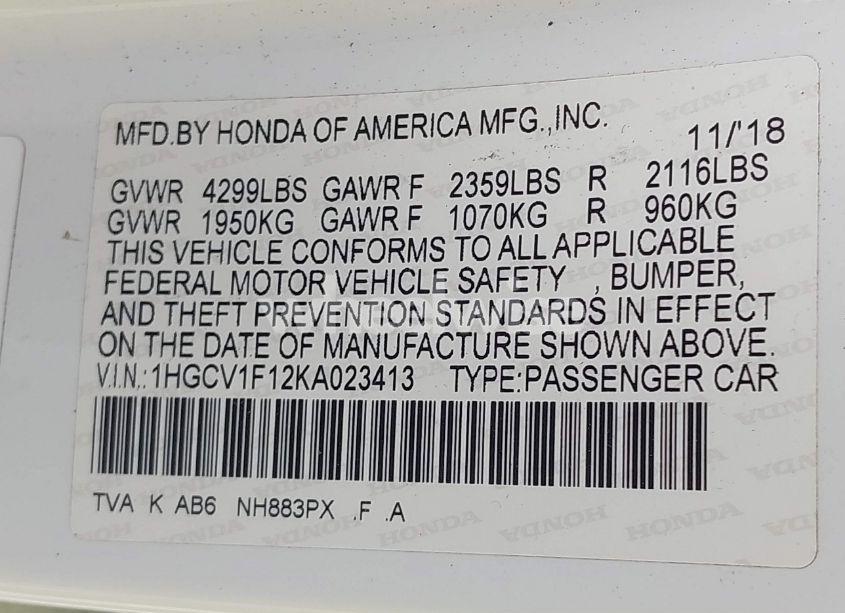 MFD.BY HONDA OF AMERICA MFG.,INC. 11/'18
GVWR 4299LBS GAWR F 2359LBS R 2116LBS
GVWR 1950KG GAWR F 1070KG R 960KG
THIS VEHICLE CONFORMS TO ALL APPLICABLE
FEDERAL MOTOR VEHICLE SAFETY , BUMPER,
AND THEFT PREVENTION STANDARDS IN EFFECT
ON THE DATE OF MANUFACTURE SHOWN ABOVE.
V.I.N.:1HGCV1F12KA023413 TYPE:PASSENGER CAR
TVA K AB6 NH883PX .F .A